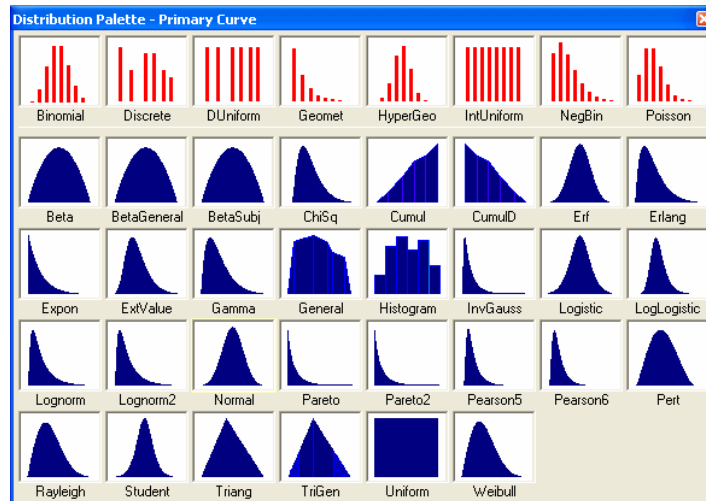 Distribution Palette - Primary Curve
Binomial Discrete DUniform Geomet HyperGeo IntUniform NegBin Poisson
Beta BetaGeneral BetaSubj ChiSq Cumul CumulD Erf Erlang
Expon ExtValue Gamma General Histogram InvGauss Logistic LogLogistic
Lognorm Lognorm2 Normal Pareto Pareto2 Pearson5 Pearson6 Pert
Rayleigh Student Triang TriGen Uniform Weibull